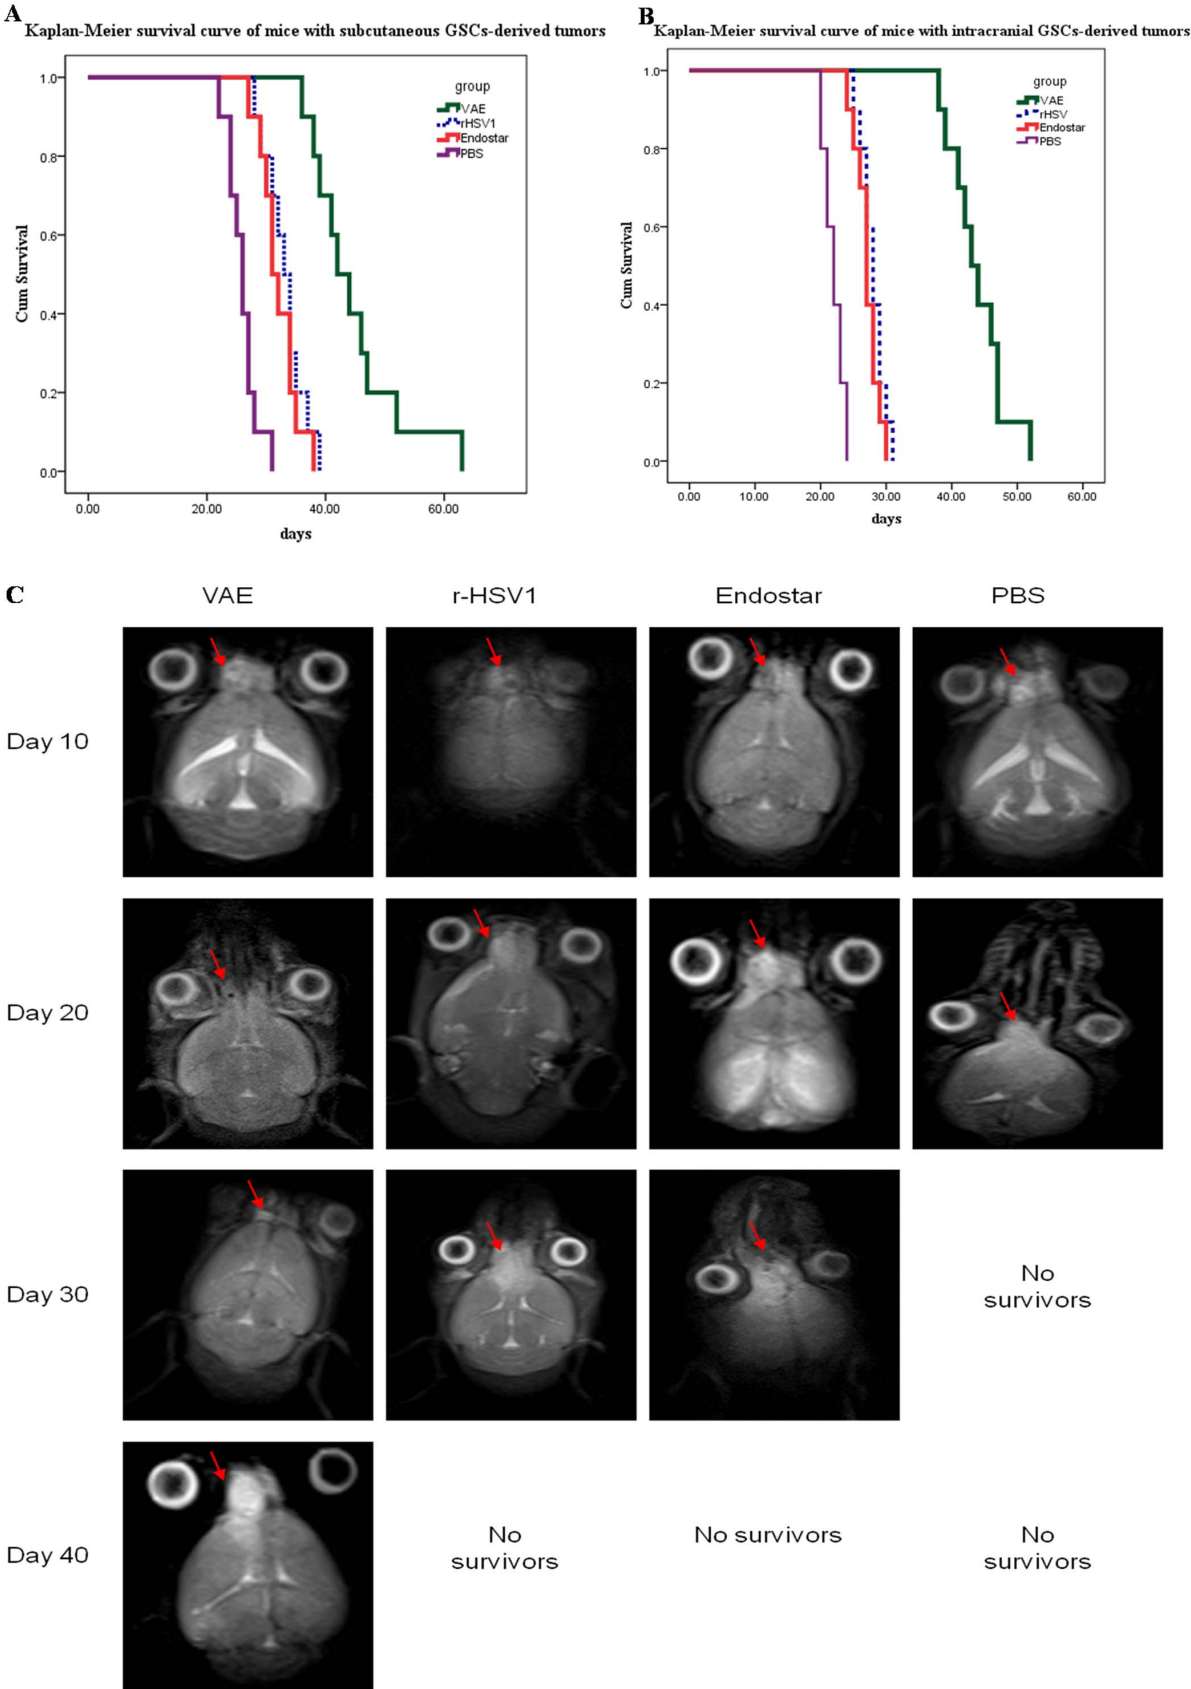 A
Kaplan-Meier survival curve of mice with subcutaneous GSCs-derived tumors
group
VAE
rHSV1
Endostar
PBS
1.0
0.8
0.6
0.4
0.2
0.0
Cum Survival
0.00 20.00 40.00 60.00
days
B
Kaplan-Meier survival curve of mice with intracranial GSCs-derived tumors
group
VAE
rHSV
Endostar
PBS
1.0
0.8
0.6
0.4
0.2
0.0
Cum Survival
0.00 10.00 20.00 30.00 40.00 50.00 60.00
days
C
VAE r-HSV1 Endostar PBS
Day 10
Day 20
Day 30
No
survivors
Day 40
No
survivors
No survivors
No
survivors